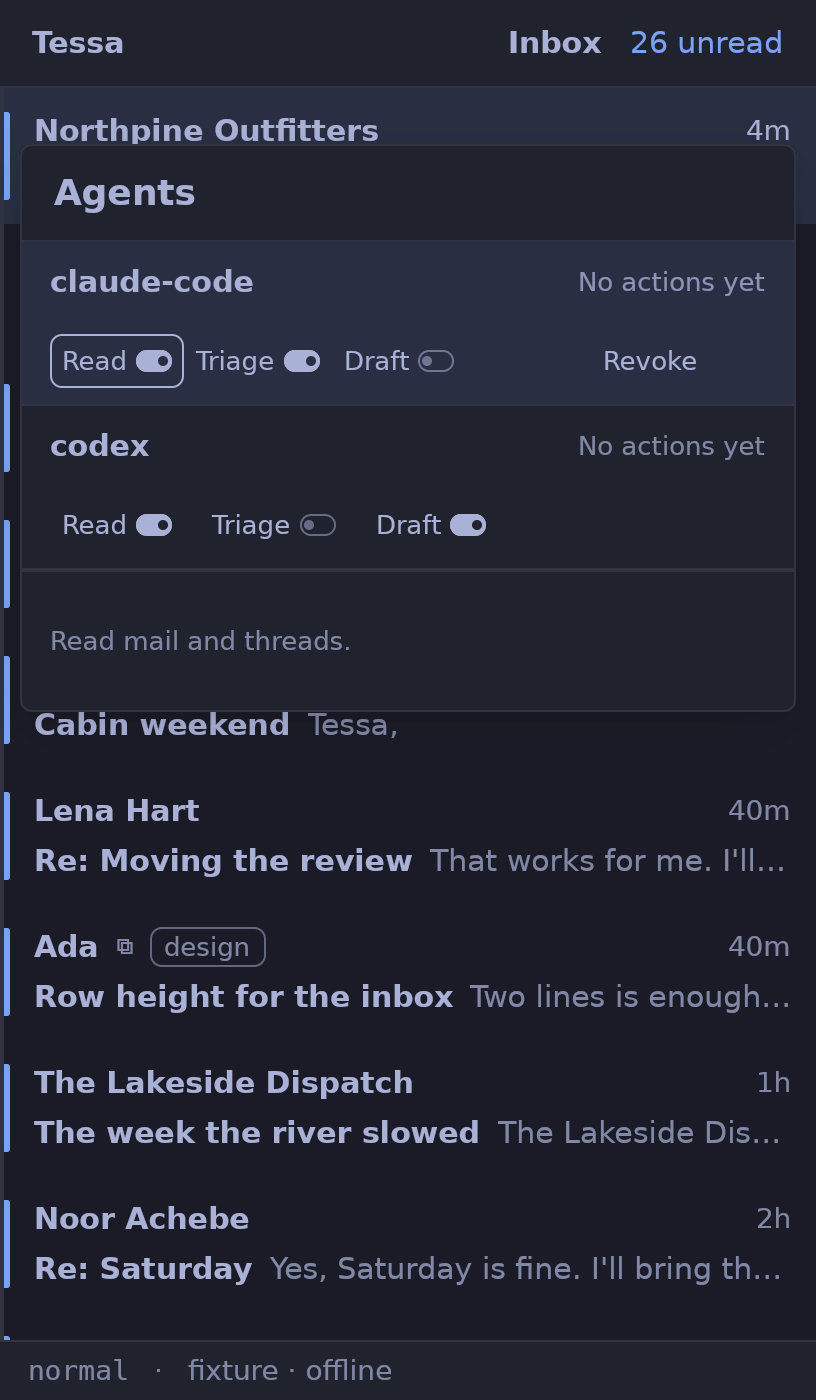 Tessa Inbox 26 unread
Northpine Outfitters 4m
Agents
claude-code No actions yet
Read Triage Draft Revoke
codex No actions yet
Read Triage Draft
Read mail and threads.
Cabin weekend Tessa,
Lena Hart 40m
Re: Moving the review That works for me. I'll...
Ada design 40m
Row height for the inbox Two lines is enough...
The Lakeside Dispatch 1h
The week the river slowed The Lakeside Dis...
Noor Achebe 2h
Re: Saturday Yes, Saturday is fine. I'll bring th...
normal · fixture · offline